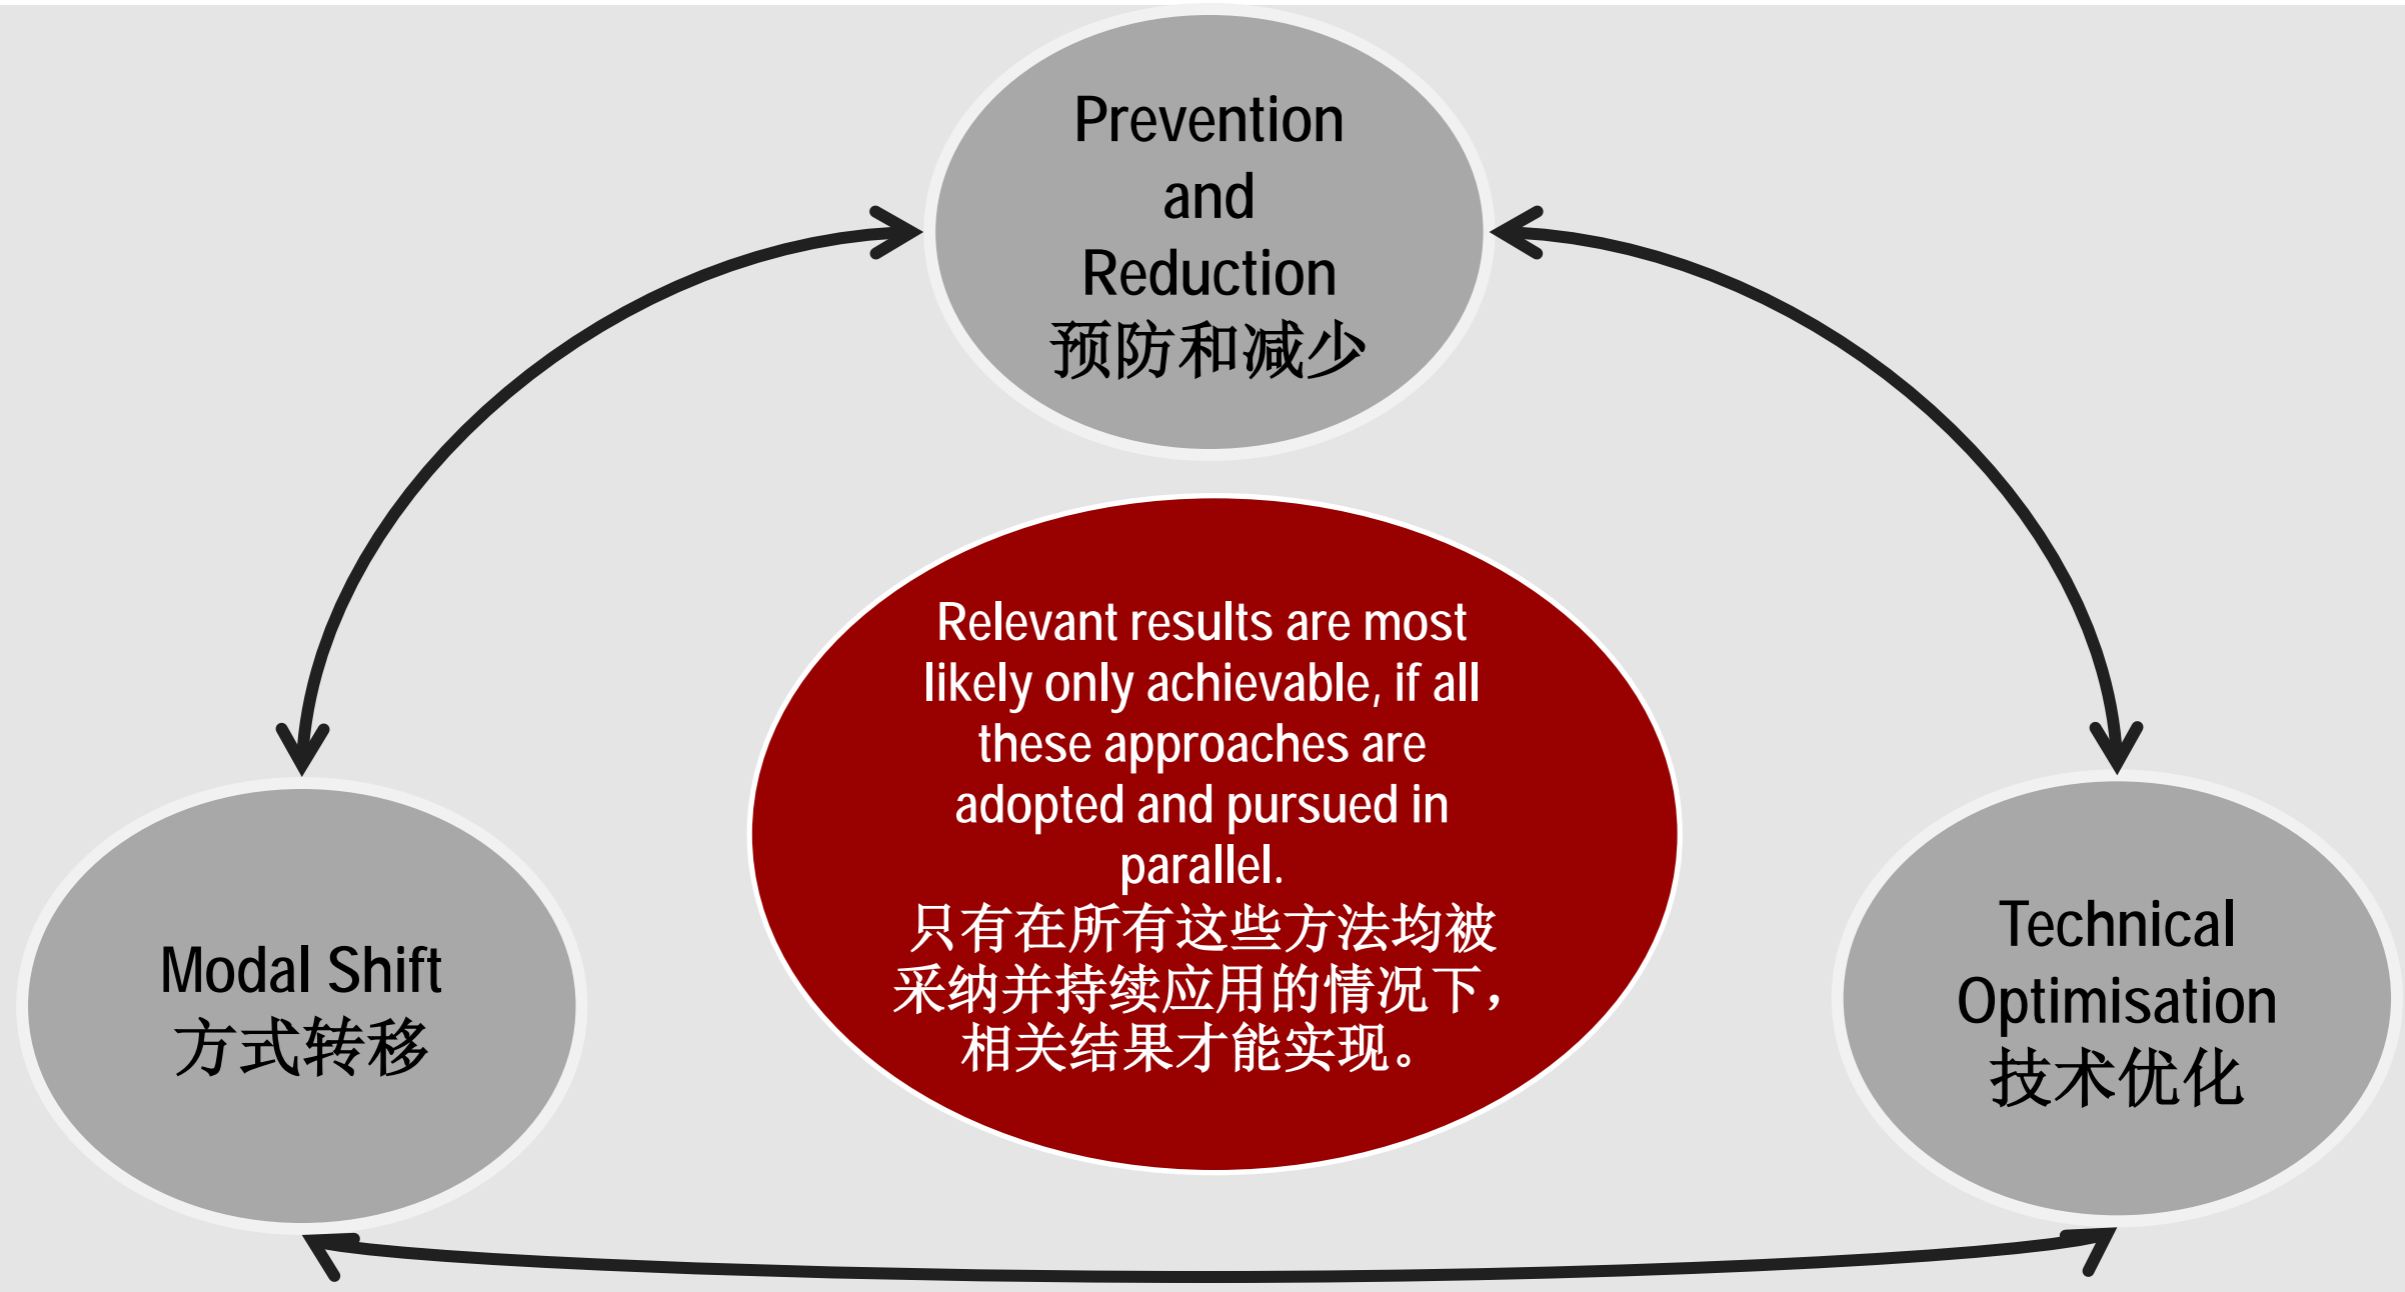 Prevention
and
Reduction
预防和减少
Relevant results are most
likely only achievable, if all
these approaches are
adopted and pursued in
parallel.
只有在所有这些方法均被
采纳并持续应用的情况下，
相关结果才能实现。
Modal Shift
方式转移
Technical
Optimisation
技术优化